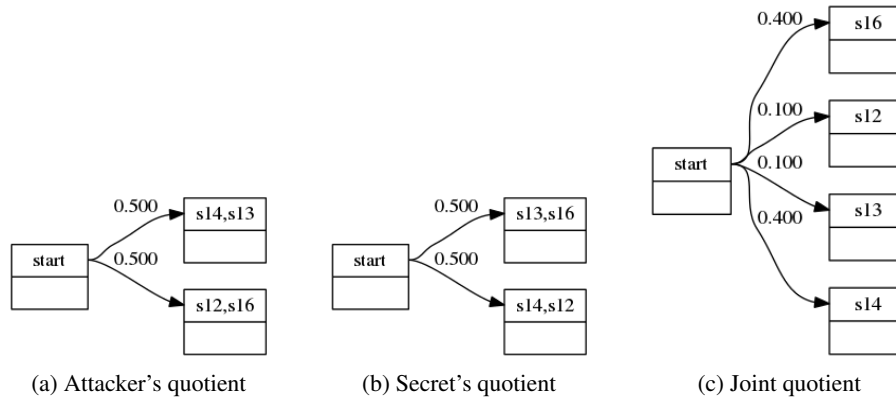 0.500
s14,s13
start
0.500
s12,s16
(a) Attacker's quotient
0.500
s13,s16
start
0.500
s14,s12
(b) Secret's quotient
0.400
s16
0.100
s12
start
0.100
s13
0.400
s14
(c) Joint quotient